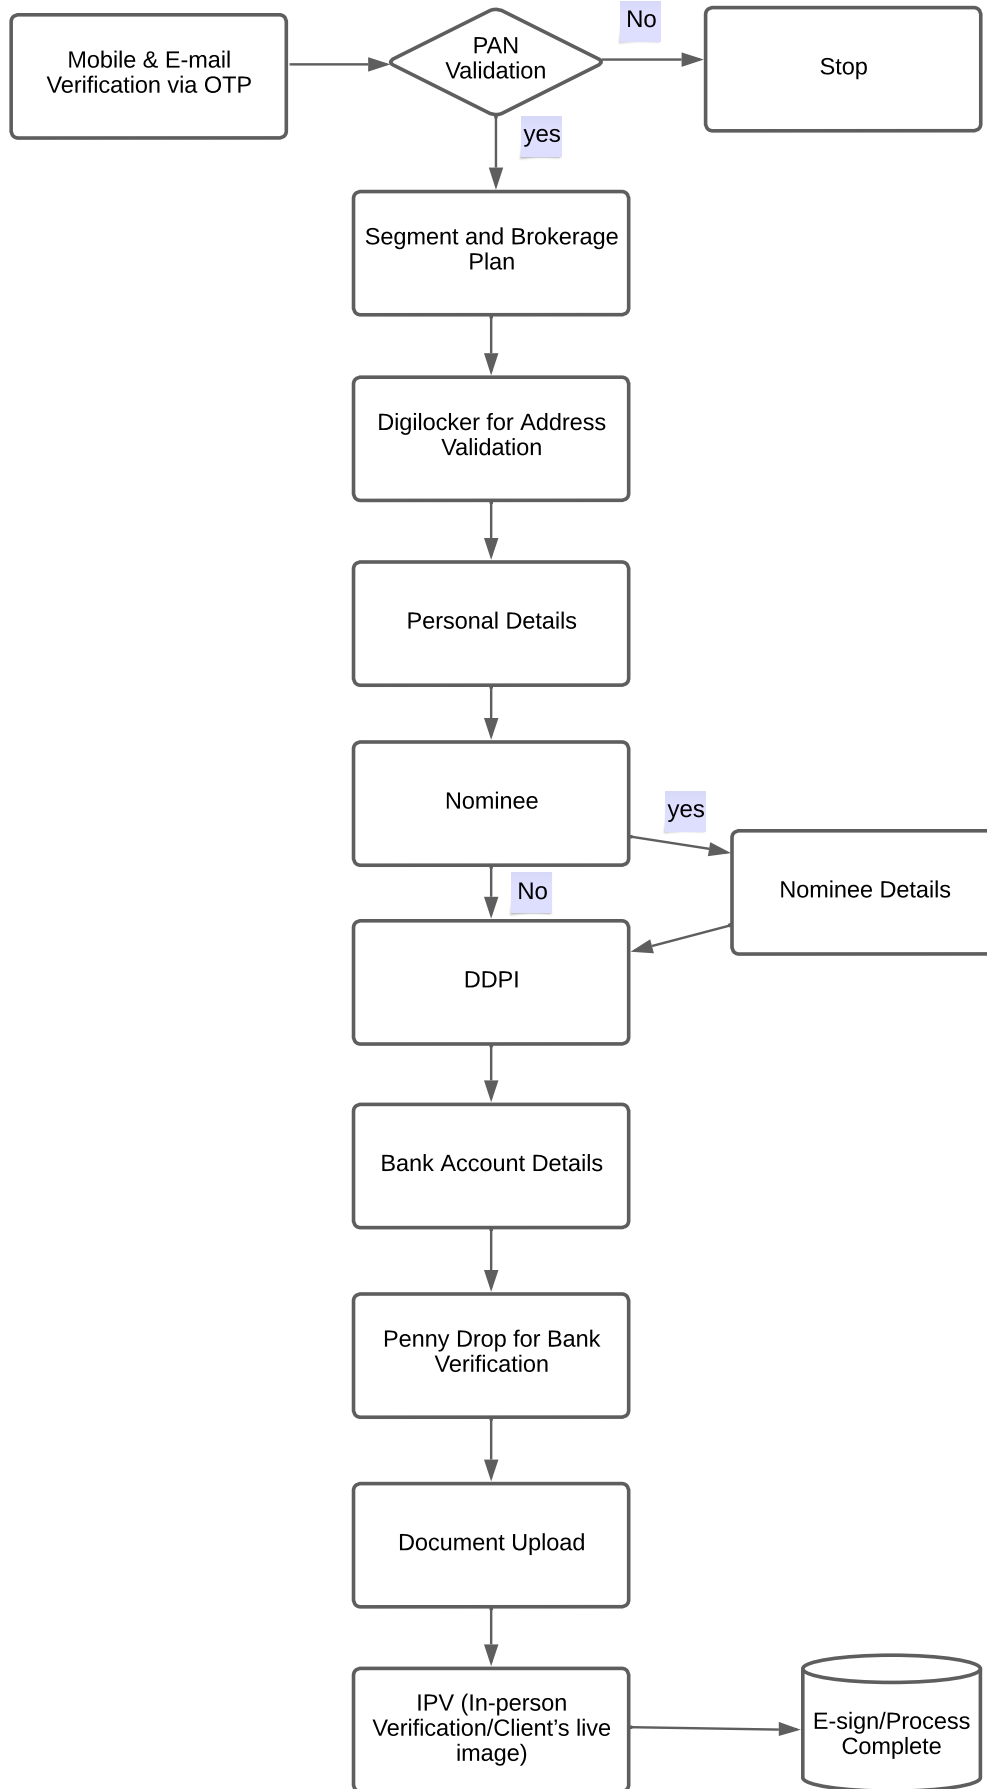 Mobile & E-mail
Verification via OTP
PAN
Validation
No
Stop
yes
Segment and Brokerage
Plan
Digilocker for Address
Validation
Personal Details
Nominee
yes
Nominee Details
No
DDPI
Bank Account Details
Penny Drop for Bank
Verification
Document Upload
IPV (In-person
Verification/Client’s live
image)
E-sign/Process
Complete